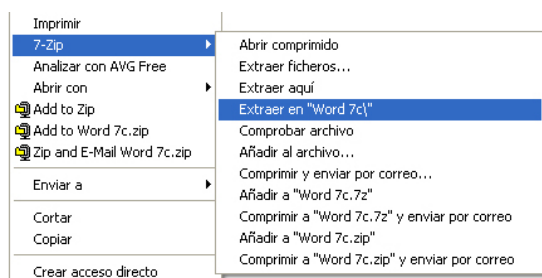 Imprimir
7-Zip
Analizar con AVG Free
Abrir con
Add to Zip
Add to Word 7c.zip
Zip and E-Mail Word 7c.zip
Enviar a
Cortar
Copiar
Crear acceso directo
Abrir comprimido
Extraer ficheros...
Extraer aquí
Extraer en "Word 7c\"
Comprobar archivo
Añadir al archivo...
Comprimir y enviar por correo...
Añadir a "Word 7c.7z"
Comprimir a "Word 7c.7z" y enviar por correo
Añadir a "Word 7c.zip"
Comprimir a "Word 7c.zip" y enviar por correo